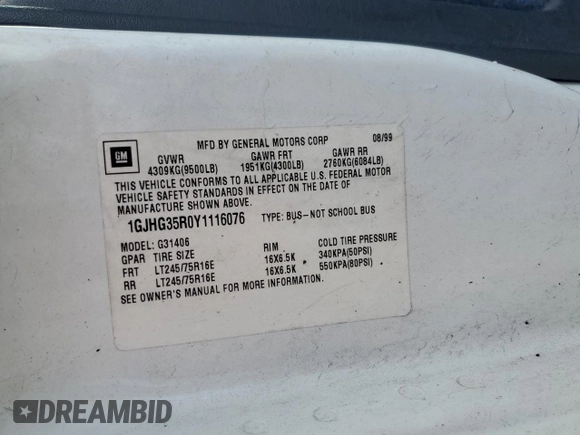 MFD BY GENERAL MOTORS CORP 08/99
GM
GVWR GAWR FRT GAWR RR
4309KG(9500LB) 1951KG(4300LB) 2760KG(6084LB)
THIS VEHICLE CONFORMS TO ALL APPLICABLE U.S. FEDERAL MOTOR
VEHICLE SAFETY STANDARDS IN EFFECT ON THE DATE OF
MANUFACTURE SHOWN ABOVE.
1GJHG35R0Y1116076 TYPE: BUS–NOT SCHOOL BUS
MODEL: G31406
GPAR TIRE SIZE RIM COLD TIRE PRESSURE
FRT LT245/75R16E 16X6.5K 340KPA(50PSI)
RR LT245/75R16E 16X6.5K 550KPA(80PSI)
SEE OWNER'S MANUAL FOR MORE INFORMATION.
DREAMBID